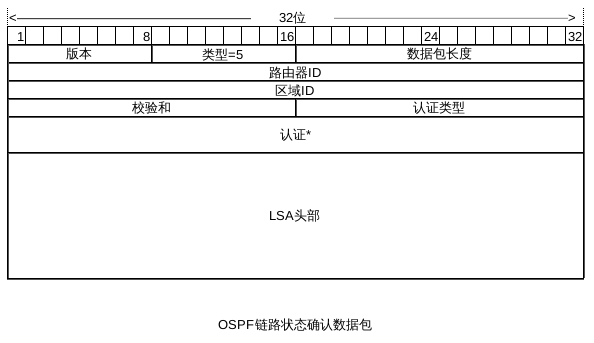 32位
1 8 16 24 32
版本 类型=5 数据包长度
路由器ID
区域ID
校验和 认证类型
认证*
LSA头部
OSPF链路状态确认数据包